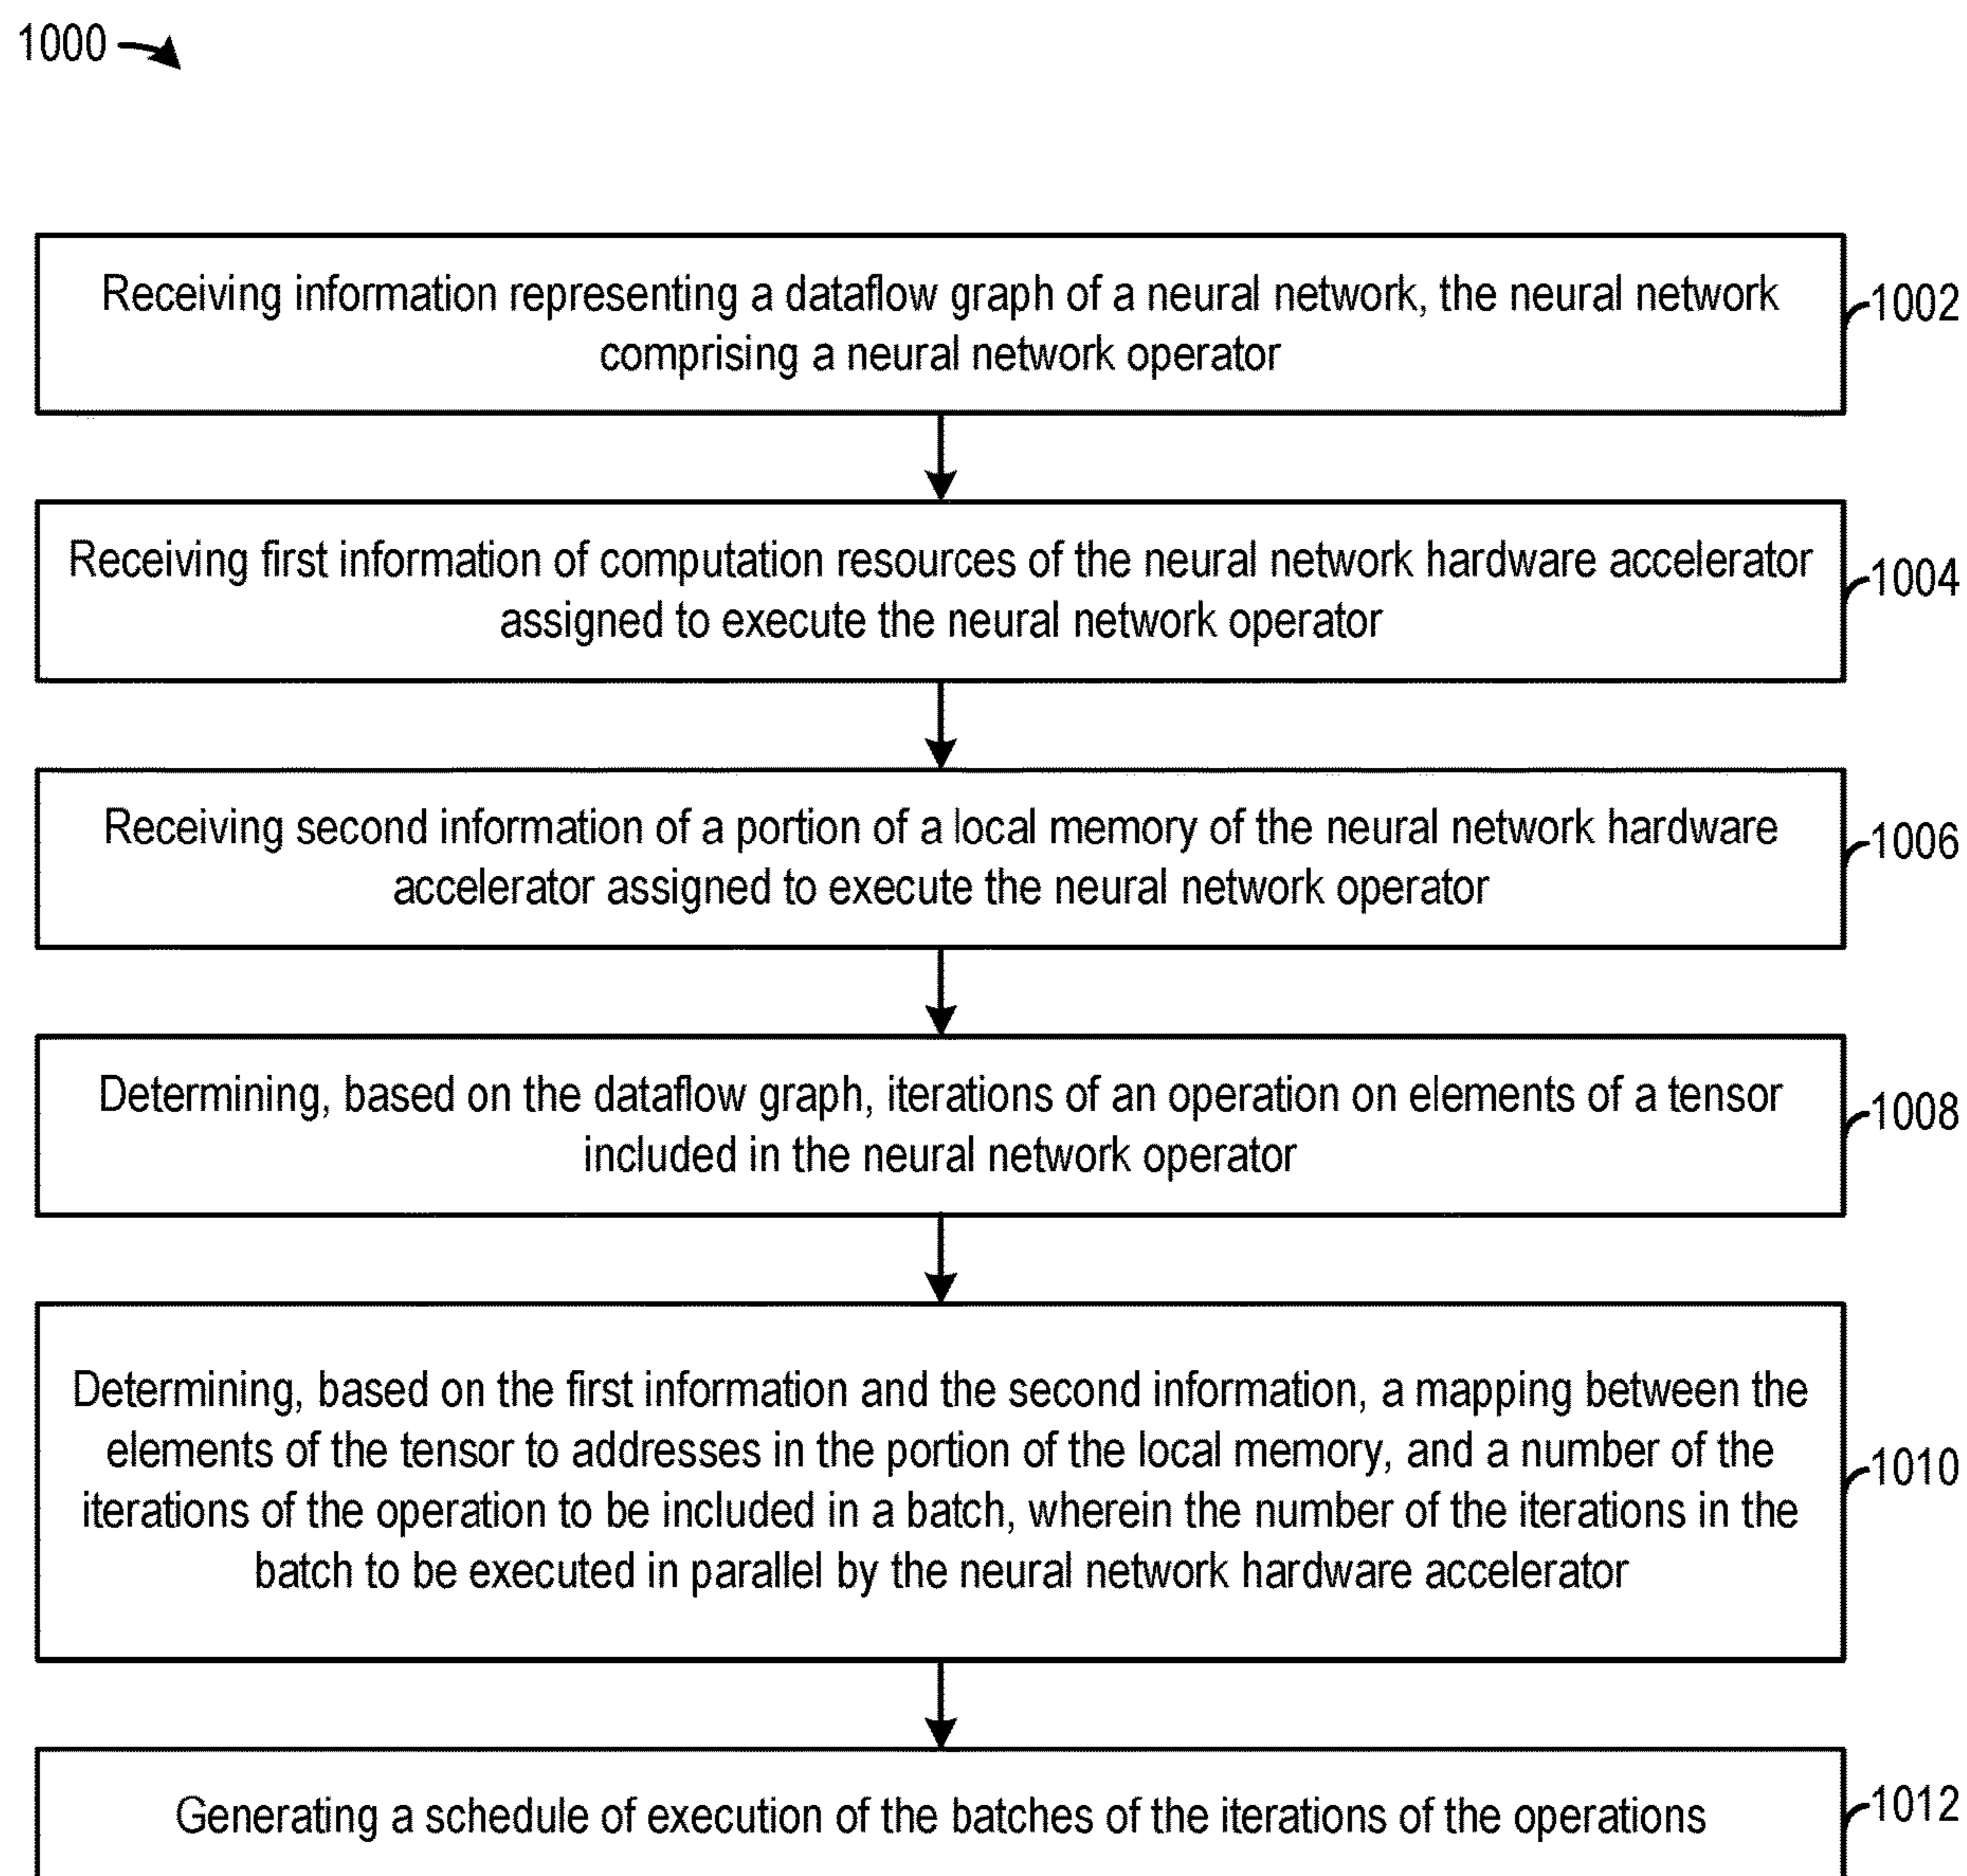 1000
Receiving information representing a dataflow graph of a neural network, the neural network
comprising a neural network operator
1002
Receiving first information of computation resources of the neural network hardware accelerator
assigned to execute the neural network operator
1004
Receiving second information of a portion of a local memory of the neural network hardware
accelerator assigned to execute the neural network operator
1006
Determining, based on the dataflow graph, iterations of an operation on elements of a tensor
included in the neural network operator
1008
Determining, based on the first information and the second information, a mapping between the
elements of the tensor to addresses in the portion of the local memory, and a number of the
iterations of the operation to be included in a batch, wherein the number of the iterations in the
batch to be executed in parallel by the neural network hardware accelerator
1010
Generating a schedule of execution of the batches of the iterations of the operations
1012